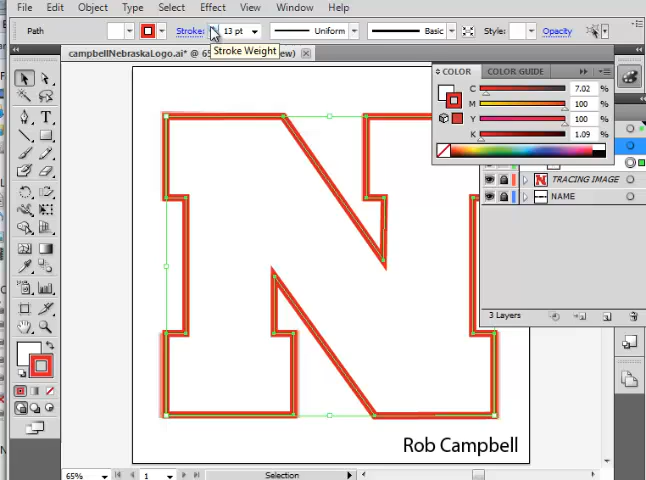 File Edit Object Type Select Effect View Window Help
Path Stroke: 13 pt Uniform Basic Style: Opacity
Stroke Weight
campbellNebraskaLogo.ai* @ 65 view)
COLOR COLOR GUIDE
C 7.02 %
M 100 %
Y 100 %
K 1.09 %
TRACING IMAGE
NAME
3 Layers
N
Rob Campbell
65% 1 Selection